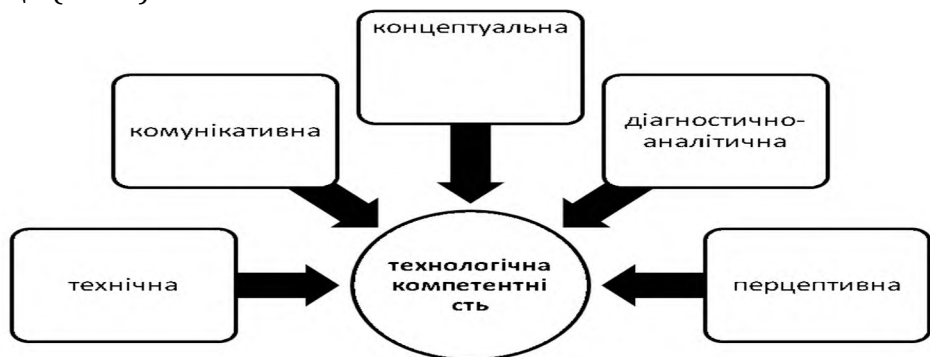 концептуальна
комунікативна
діагностично-
аналітична
технічна
технологічна
компетентні
сть
перцептивна